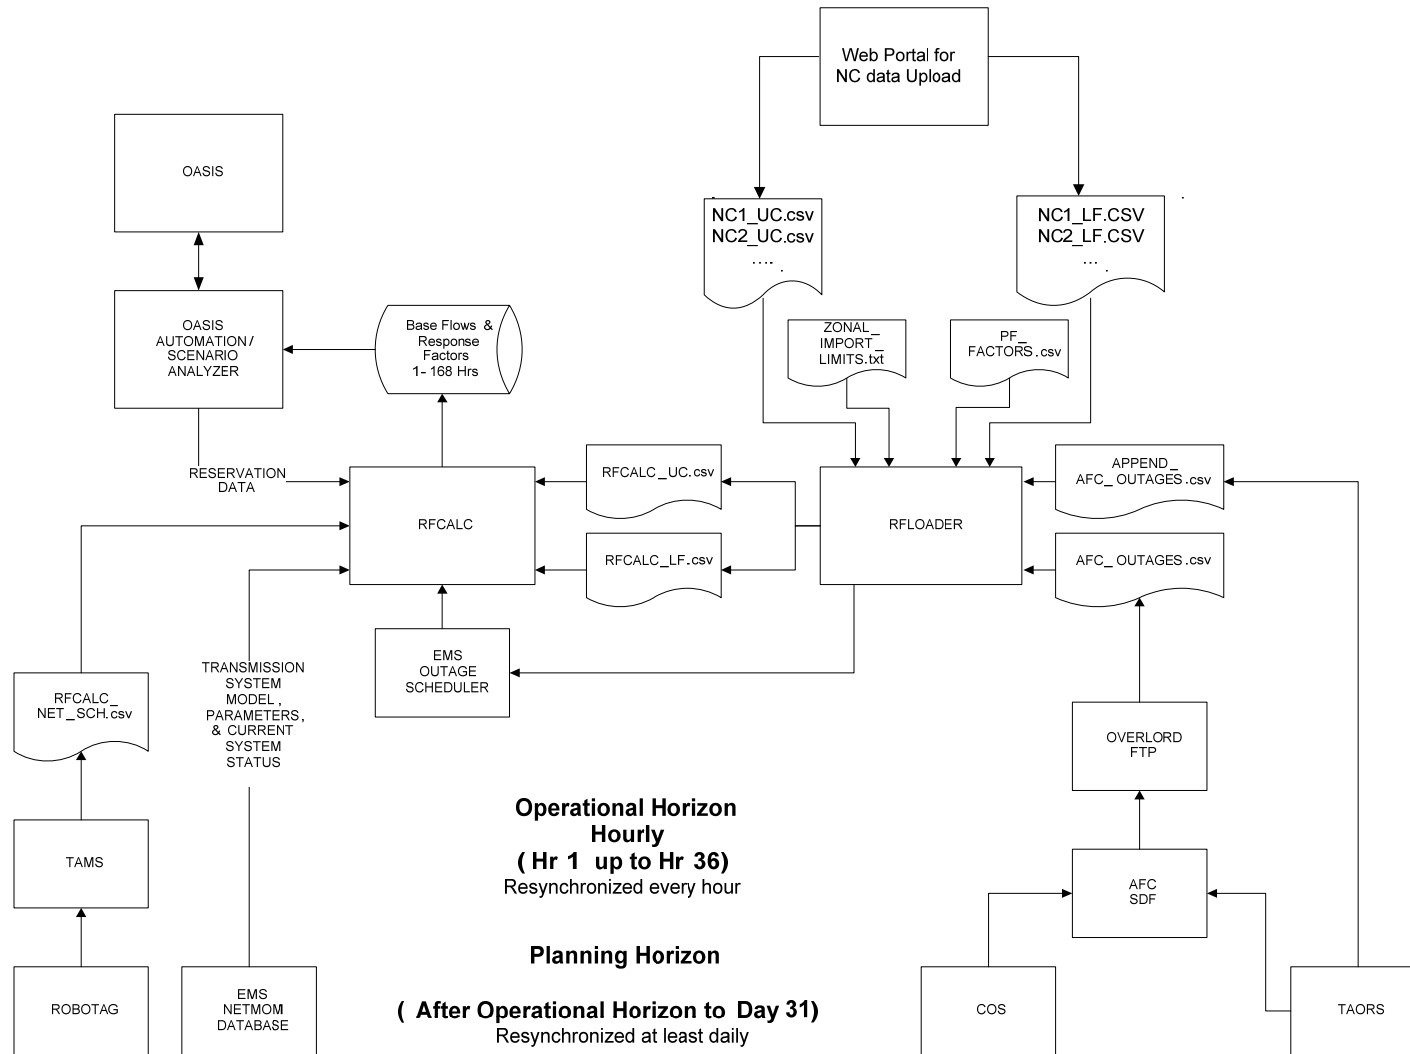 Web Portal for
NC data Upload
OASIS
NC1_UC.csv
NC2_UC.csv
.... .
NC1_LF.CSV
NC2_LF.CSV
... .
OASIS
AUTOMATION/
SCENARIO
ANALYZER
Base Flows &
Response
Factors
1- 168 Hrs
ZONAL_
IMPORT_
LIMITS.txt
PF_
FACTORS.csv
RESERVATION
DATA
RFCALC
RFCALC_UC.csv
RFCALC_LF.csv
RFLOADER
APPEND_
AFC_OUTAGES.csv
AFC_OUTAGES.csv
EMS
OUTAGE
SCHEDULER
RFCALC_
NET_SCH.csv
TRANSMISSION
SYSTEM
MODEL,
PARAMETERS,
& CURRENT
SYSTEM
STATUS
OVERLORD
FTP
TAMS
AFC
SDF
Operational Horizon
Hourly
( Hr 1 up to Hr 36)
Resynchronized every hour
Planning Horizon
( After Operational Horizon to Day 31)
Resynchronized at least daily
ROBOTAG
EMS
NETMOM
DATABASE
COS
TAORS